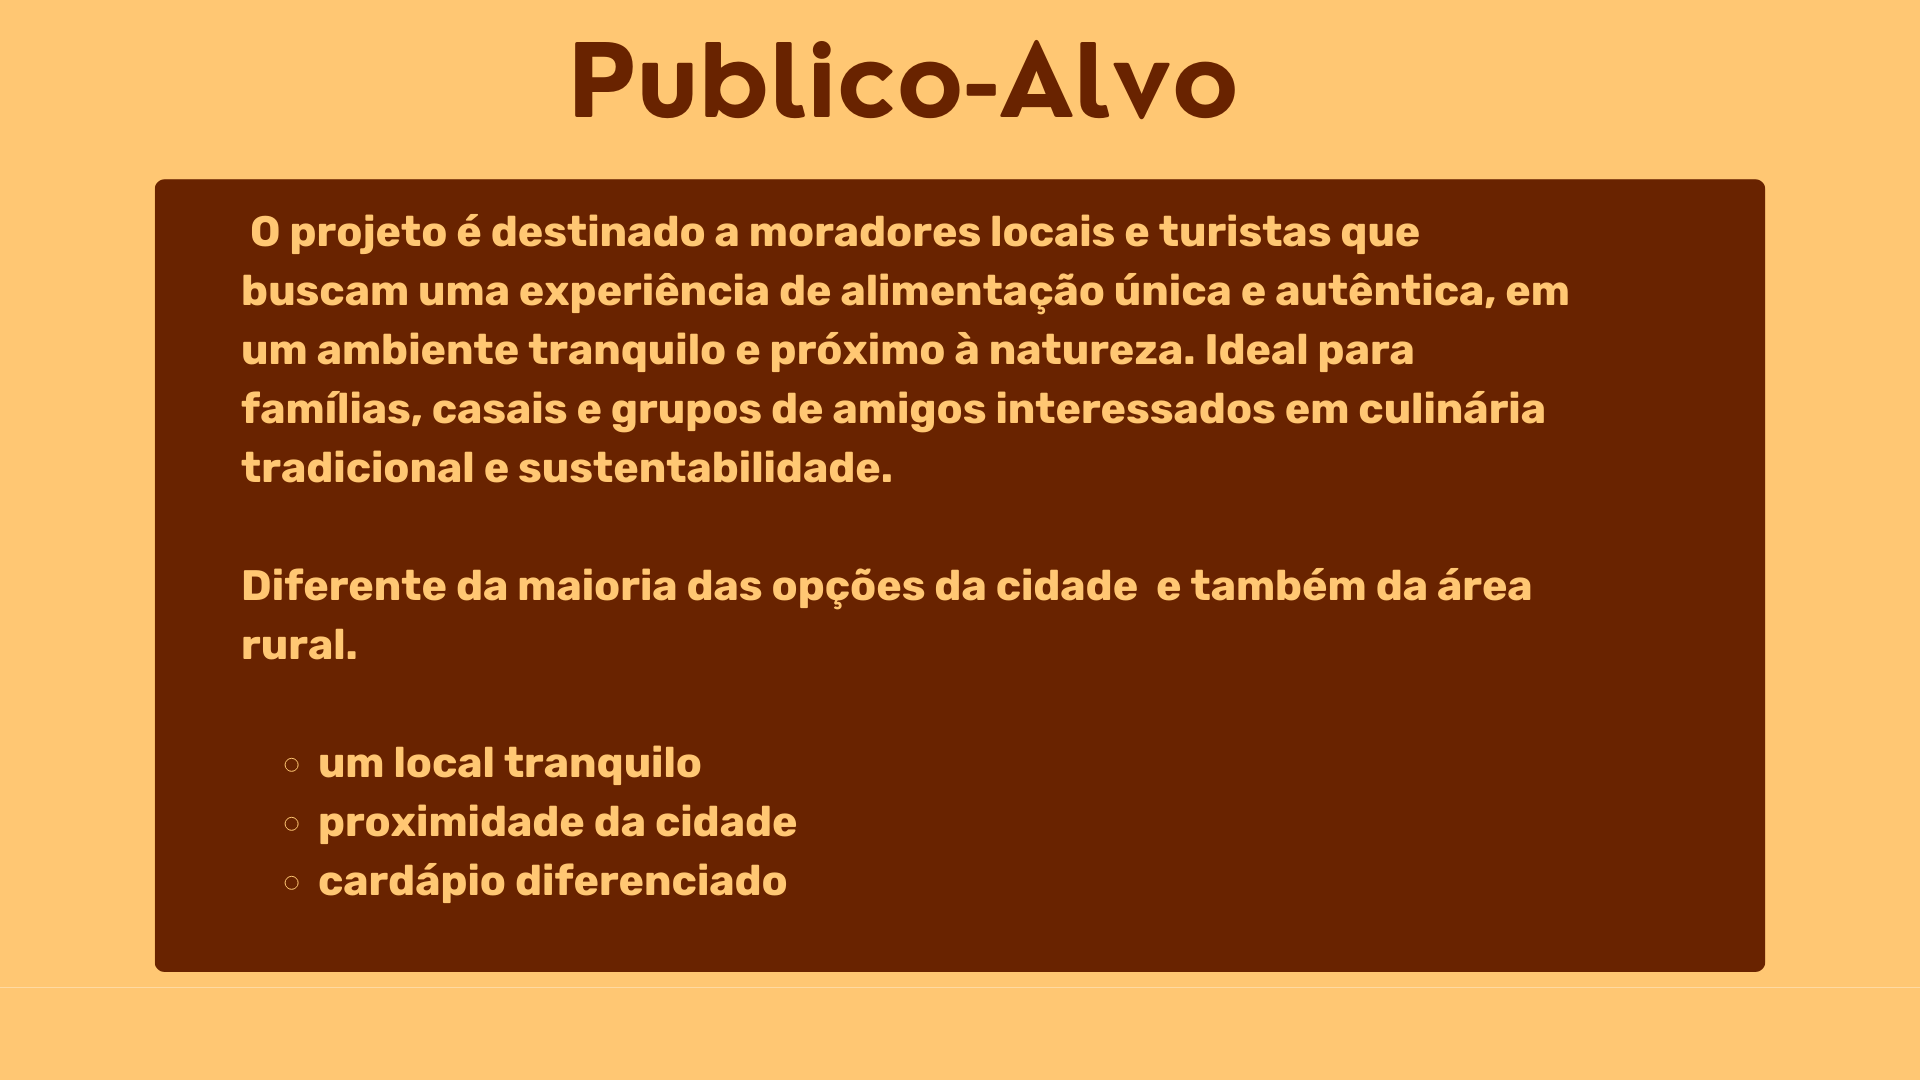 Publico-Alvo
O projeto é destinado a moradores locais e turistas que
buscam uma experiência de alimentação única e autêntica, em
um ambiente tranquilo e próximo à natureza. Ideal para
famílias, casais e grupos de amigos interessados em culinária
tradicional e sustentabilidade.
Diferente da maioria das opções da cidade  e também da área
rural.
um local tranquilo
proximidade da cidade
cardápio diferenciado